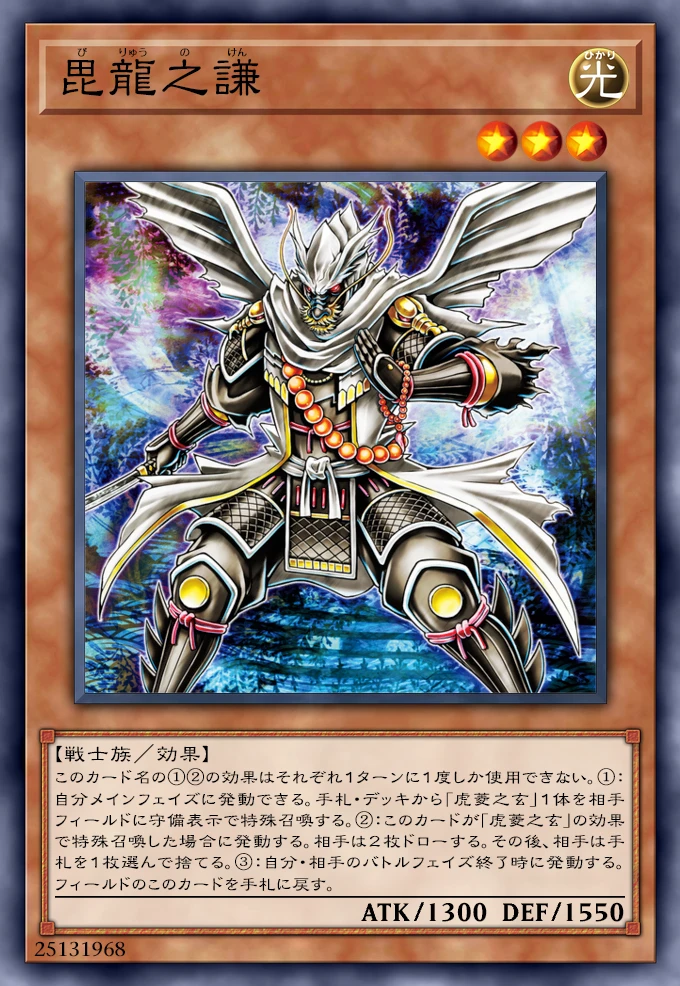 び りゅう の けん
毘龍之謙
ひかり
光
【戦士族／効果】
このカード名の①②の効果はそれぞれ1ターンに1度しか使用できない。①：
自分メインフェイズに発動できる。手札・デッキから「虎菱之玄」1体を相手
フィールドに守備表示で特殊召喚する。②：このカードが「虎菱之玄」の効果
で特殊召喚した場合に発動する。相手は2枚ドローする。その後、相手は手
札を1枚選んで捨てる。③：自分・相手のバトルフェイズ終了時に発動する。
フィールドのこのカードを手札に戻す。
ATK/1300 DEF/1550
25131968